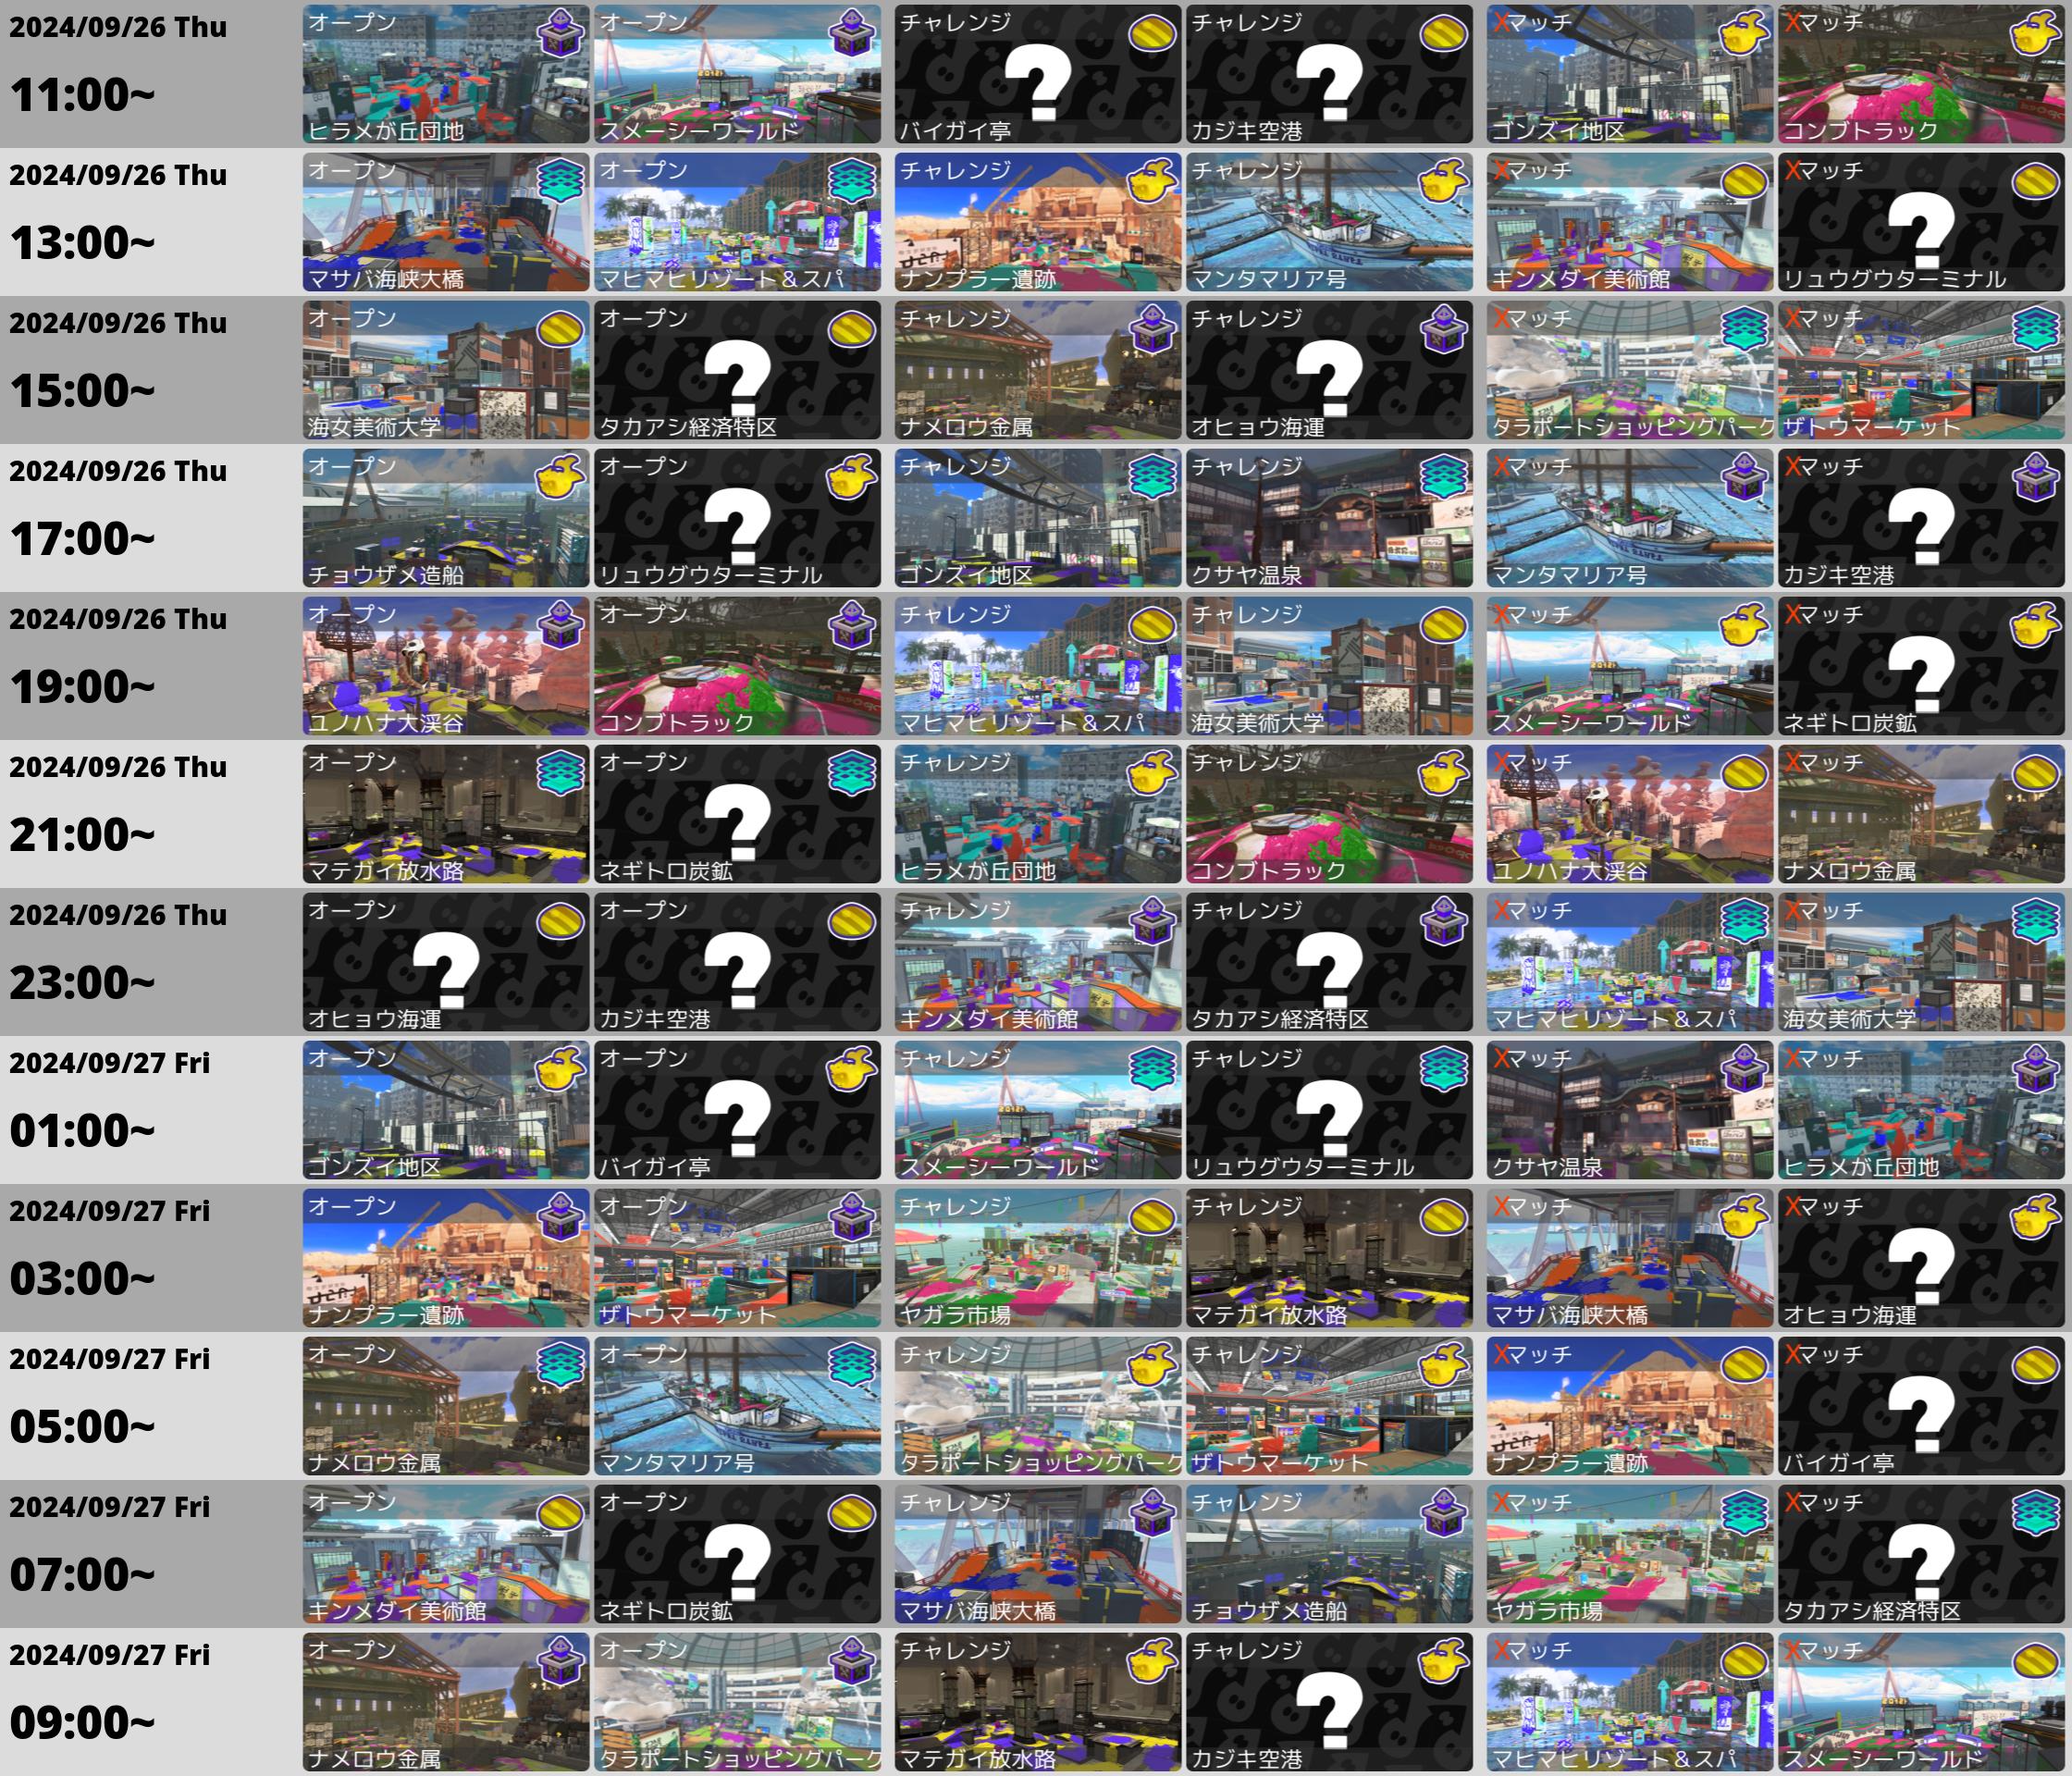 2024/09/26 Thu
11:00~
オープン
ヒラメが丘団地
オープン
スメーシーワールド
チャレンジ
バイガイ亭
チャレンジ
カジキ空港
Xマッチ
ゴンズイ地区
Xマッチ
コンブトラック
2024/09/26 Thu
13:00~
オープン
マサバ海峡大橋
オープン
マヒマヒリゾート&スパ
チャレンジ
ナンプラー遺跡
チャレンジ
マンタマリア号
Xマッチ
キンメダイ美術館
Xマッチ
リュウグウターミナル
2024/09/26 Thu
15:00~
オープン
海女美術大学
オープン
タカアシ経済特区
チャレンジ
ナメロウ金属
チャレンジ
オヒョウ海運
Xマッチ
タラポートショッピングパーク
Xマッチ
ザトウマーケット
2024/09/26 Thu
17:00~
オープン
チョウザメ造船
オープン
リュウグウターミナル
チャレンジ
ゴンズイ地区
チャレンジ
クサヤ温泉
Xマッチ
マンタマリア号
Xマッチ
カジキ空港
2024/09/26 Thu
19:00~
オープン
ユノハナ大渓谷
オープン
コンブトラック
チャレンジ
マヒマヒリゾート&スパ
チャレンジ
海女美術大学
Xマッチ
スメーシーワールド
Xマッチ
ネギトロ炭鉱
2024/09/26 Thu
21:00~
オープン
マテガイ放水路
オープン
ネギトロ炭鉱
チャレンジ
ヒラメが丘団地
チャレンジ
コンブトラック
Xマッチ
ユノハナ大渓谷
Xマッチ
ナメロウ金属
2024/09/26 Thu
23:00~
オープン
オヒョウ海運
オープン
カジキ空港
チャレンジ
キンメダイ美術館
チャレンジ
タカアシ経済特区
Xマッチ
マヒマヒリゾート&スパ
Xマッチ
海女美術大学
2024/09/27 Fri
01:00~
オープン
ゴンズイ地区
オープン
バイガイ亭
チャレンジ
スメーシーワールド
チャレンジ
リュウグウターミナル
Xマッチ
クサヤ温泉
Xマッチ
ヒラメが丘団地
2024/09/27 Fri
03:00~
オープン
ナンプラー遺跡
オープン
ザトウマーケット
チャレンジ
ヤガラ市場
チャレンジ
マテガイ放水路
Xマッチ
マサバ海峡大橋
Xマッチ
オヒョウ海運
2024/09/27 Fri
05:00~
オープン
ナメロウ金属
オープン
マンタマリア号
チャレンジ
タラポートショッピングパーク
チャレンジ
ザトウマーケット
Xマッチ
ナンプラー遺跡
Xマッチ
バイガイ亭
2024/09/27 Fri
07:00~
オープン
キンメダイ美術館
オープン
ネギトロ炭鉱
チャレンジ
マサバ海峡大橋
チャレンジ
チョウザメ造船
Xマッチ
ヤガラ市場
Xマッチ
タカアシ経済特区
2024/09/27 Fri
09:00~
オープン
ナメロウ金属
オープン
タラポートショッピングパーク
チャレンジ
マテガイ放水路
チャレンジ
カジキ空港
Xマッチ
マヒマヒリゾート&スパ
Xマッチ
スメーシーワールド